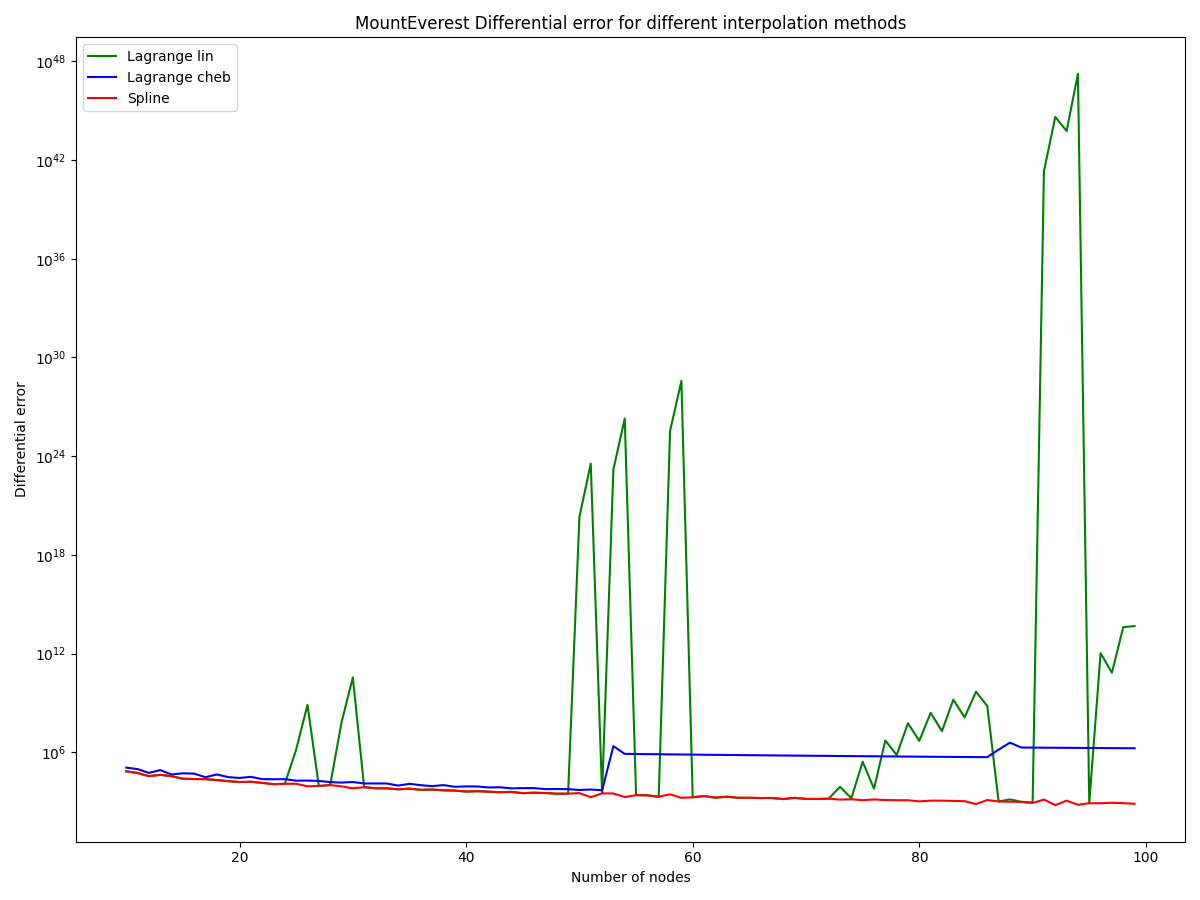 MountEverest Differential error for different interpolation methods
Lagrange lin
Lagrange cheb
Spline
10^48
10^42
10^36
10^30
10^24
10^18
10^12
10^6
Differential error
20 40 60 80 100
Number of nodes